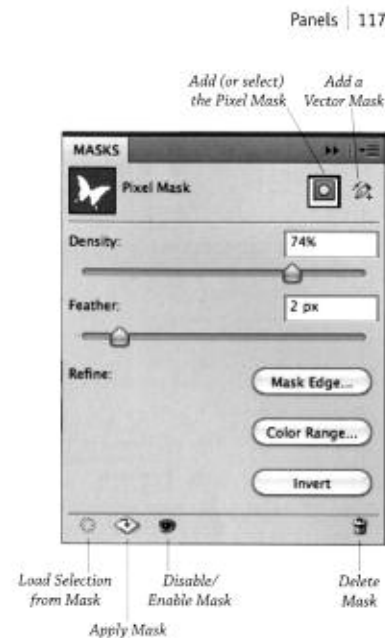 Panels | 117
Add (or select)
the Pixel Mask
Add a
Vector Mask
MASKS
Pixel Mask
Density:
74%
Feather:
2 px
Refine:
Mask Edge...
Color Range...
Invert
Load Selection
from Mask
Apply Mask
Disable/
Enable Mask
Delete
Mask